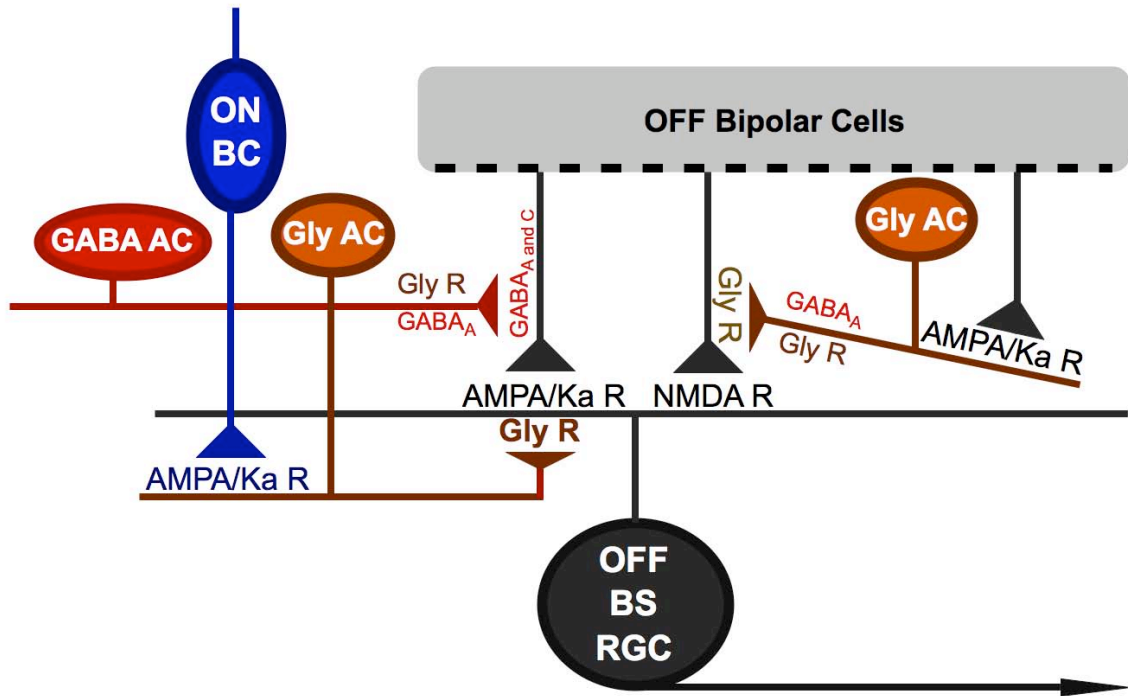 ON
BC
OFF Bipolar Cells
GABA AC
Gly AC
Gly AC
Gly R
GABAA
GABAA and C
Gly R
GABAA
Gly R
AMPA/Ka R
AMPA/Ka R
NMDA R
Gly R
AMPA/Ka R
OFF
BS
RGC